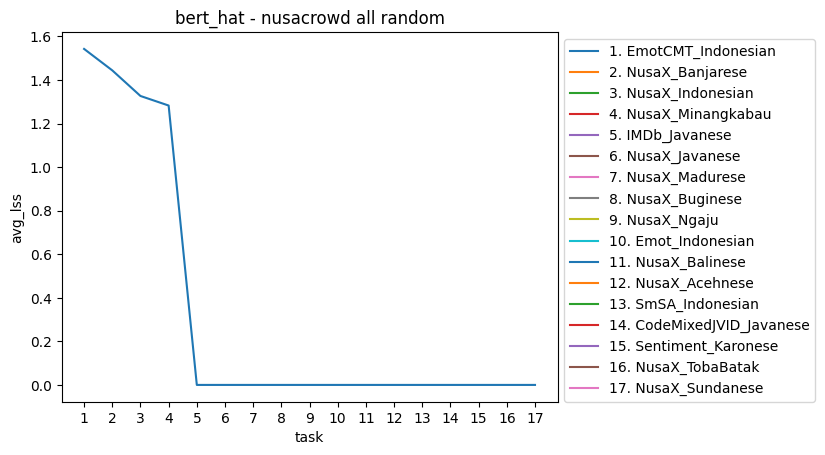 bert_hat - nusacrowd all random
1.6
1.4
1.2
1.0
0.8
0.6
0.4
0.2
0.0
avg_lss
1 2 3 4 5 6 7 8 9 10 11 12 13 14 15 16 17
task
1. EmotCMT_Indonesian
2. NusaX_Banjarese
3. NusaX_Indonesian
4. NusaX_Minangkabau
5. IMDb_Javanese
6. NusaX_Javanese
7. NusaX_Madurese
8. NusaX_Buginese
9. NusaX_Ngaju
10. Emot_Indonesian
11. NusaX_Balinese
12. NusaX_Acehnese
13. SmSA_Indonesian
14. CodeMixedJVID_Javanese
15. Sentiment_Karonese
16. NusaX_TobaBatak
17. NusaX_Sundanese